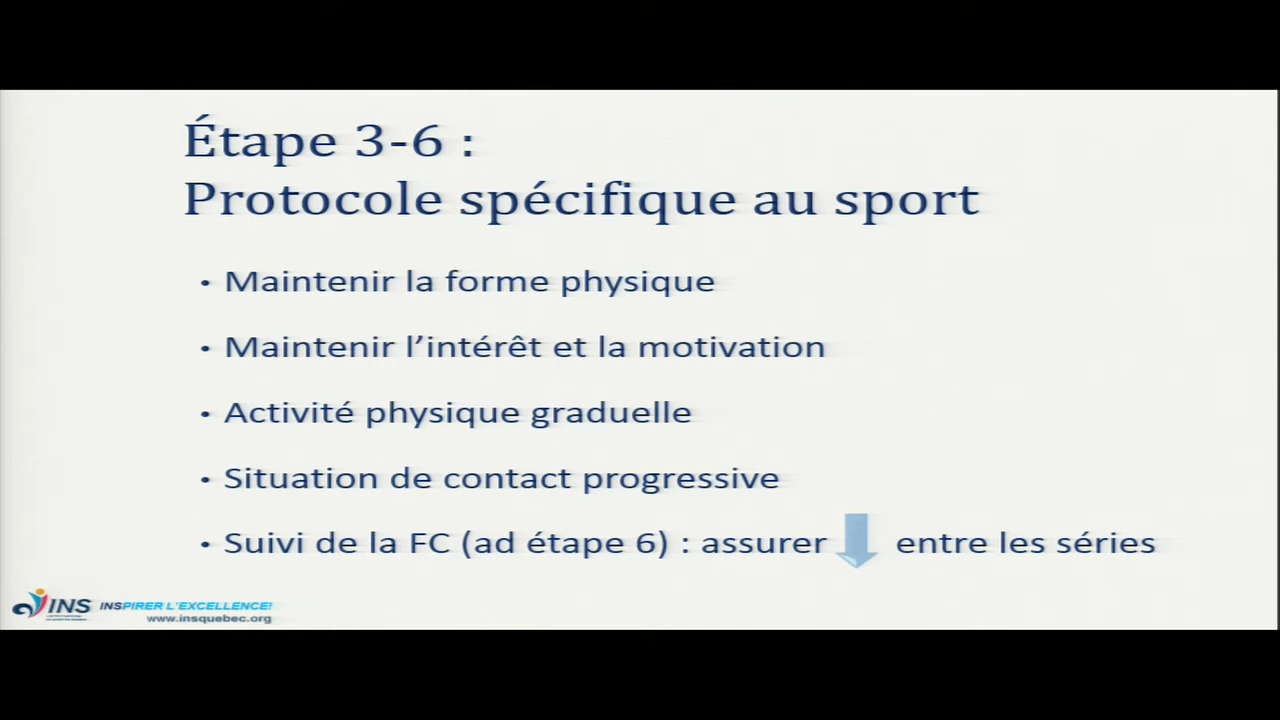 Étape 3-6 :
Protocole spécifique au sport
• Maintenir la forme physique
• Maintenir l’intérêt et la motivation
• Activité physique graduelle
• Situation de contact progressive
• Suivi de la FC (ad étape 6) : assurer entre les séries
INS INSPIRER L'EXCELLENCE!
www.insquebec.org